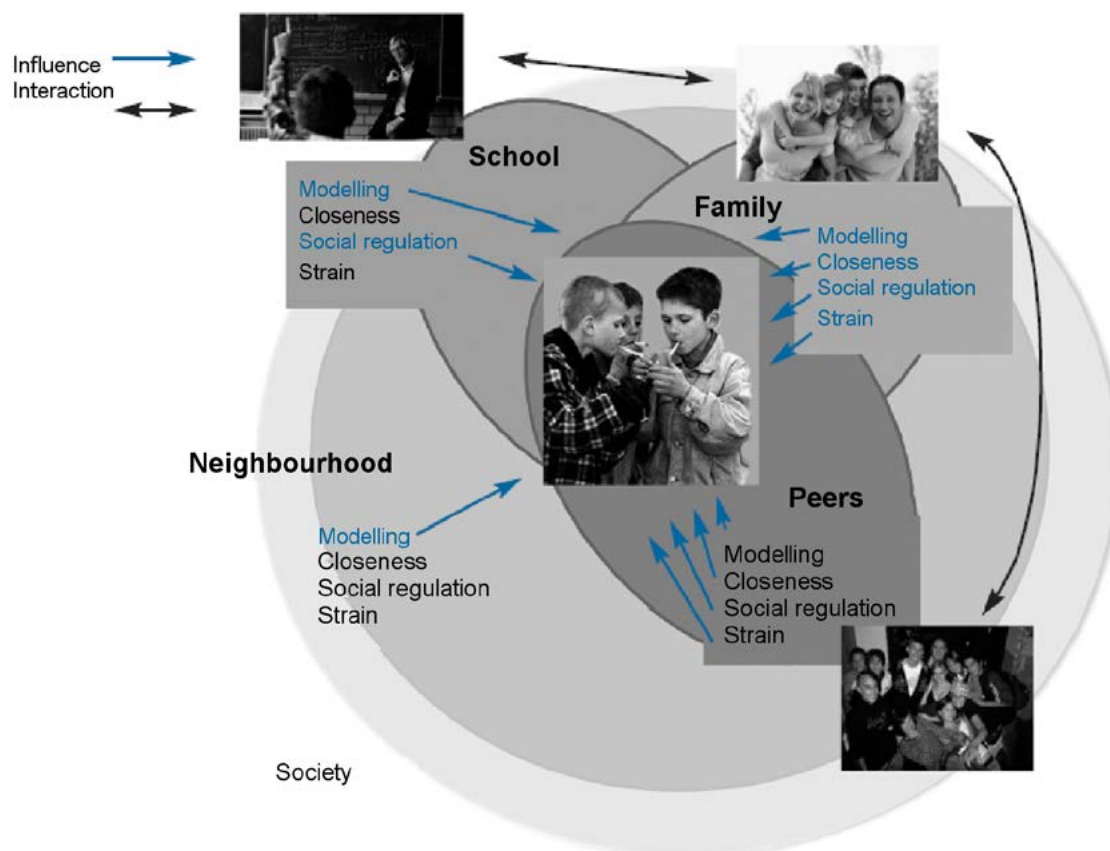 Influence
Interaction
School
Modelling
Closeness
Social regulation
Strain
Family
Modelling
Closeness
Social regulation
Strain
Neighbourhood
Modelling
Closeness
Social regulation
Strain
Peers
Modelling
Closeness
Social regulation
Strain
Society